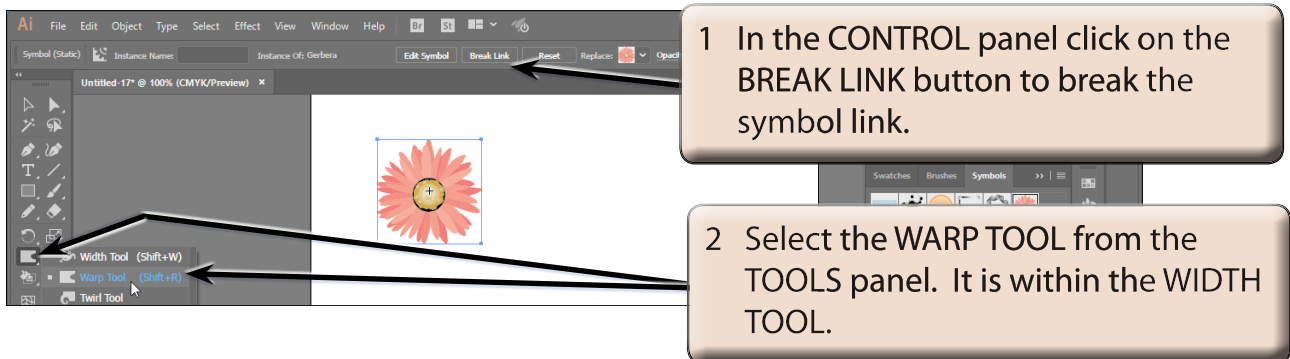 Ai File Edit Object Type Select Effect View Window Help Br St
Symbol (Static) Instance Name: Instance Of: Gerbera Edit Symbol Break Link Reset Replace: Opacit
Untitled-17* @ 100% (CMYK/Preview) ×
1 In the CONTROL panel click on the
BREAK LINK button to break the
symbol link.
Swatches Brushes Symbols
T
Width Tool (Shift+W)
Warp Tool (Shift+R)
Twirl Tool
2 Select the WARP TOOL from the
TOOLS panel. It is within the WIDTH
TOOL.